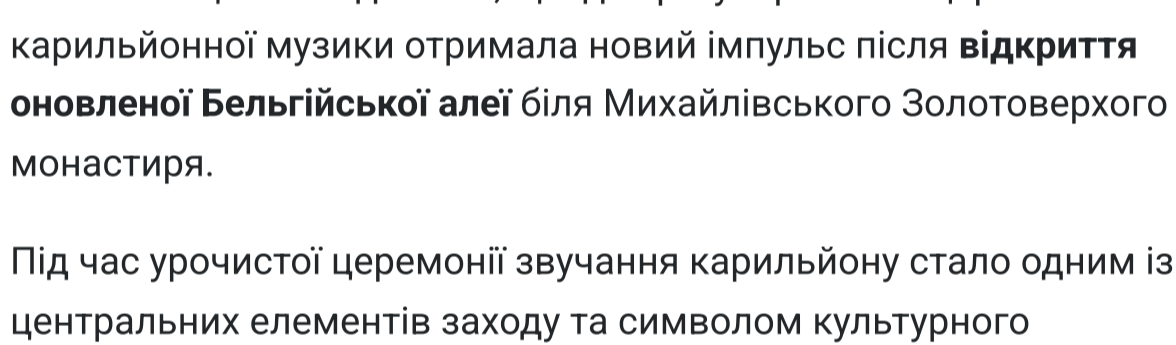 карильйонної музики отримала новий імпульс після відкриття
оновленої Бельгійської алеї біля Михайлівського Золотоверхого
монастиря.
Під час урочистої церемонії звучання карильйону стало одним із
центральних елементів заходу та символом культурного